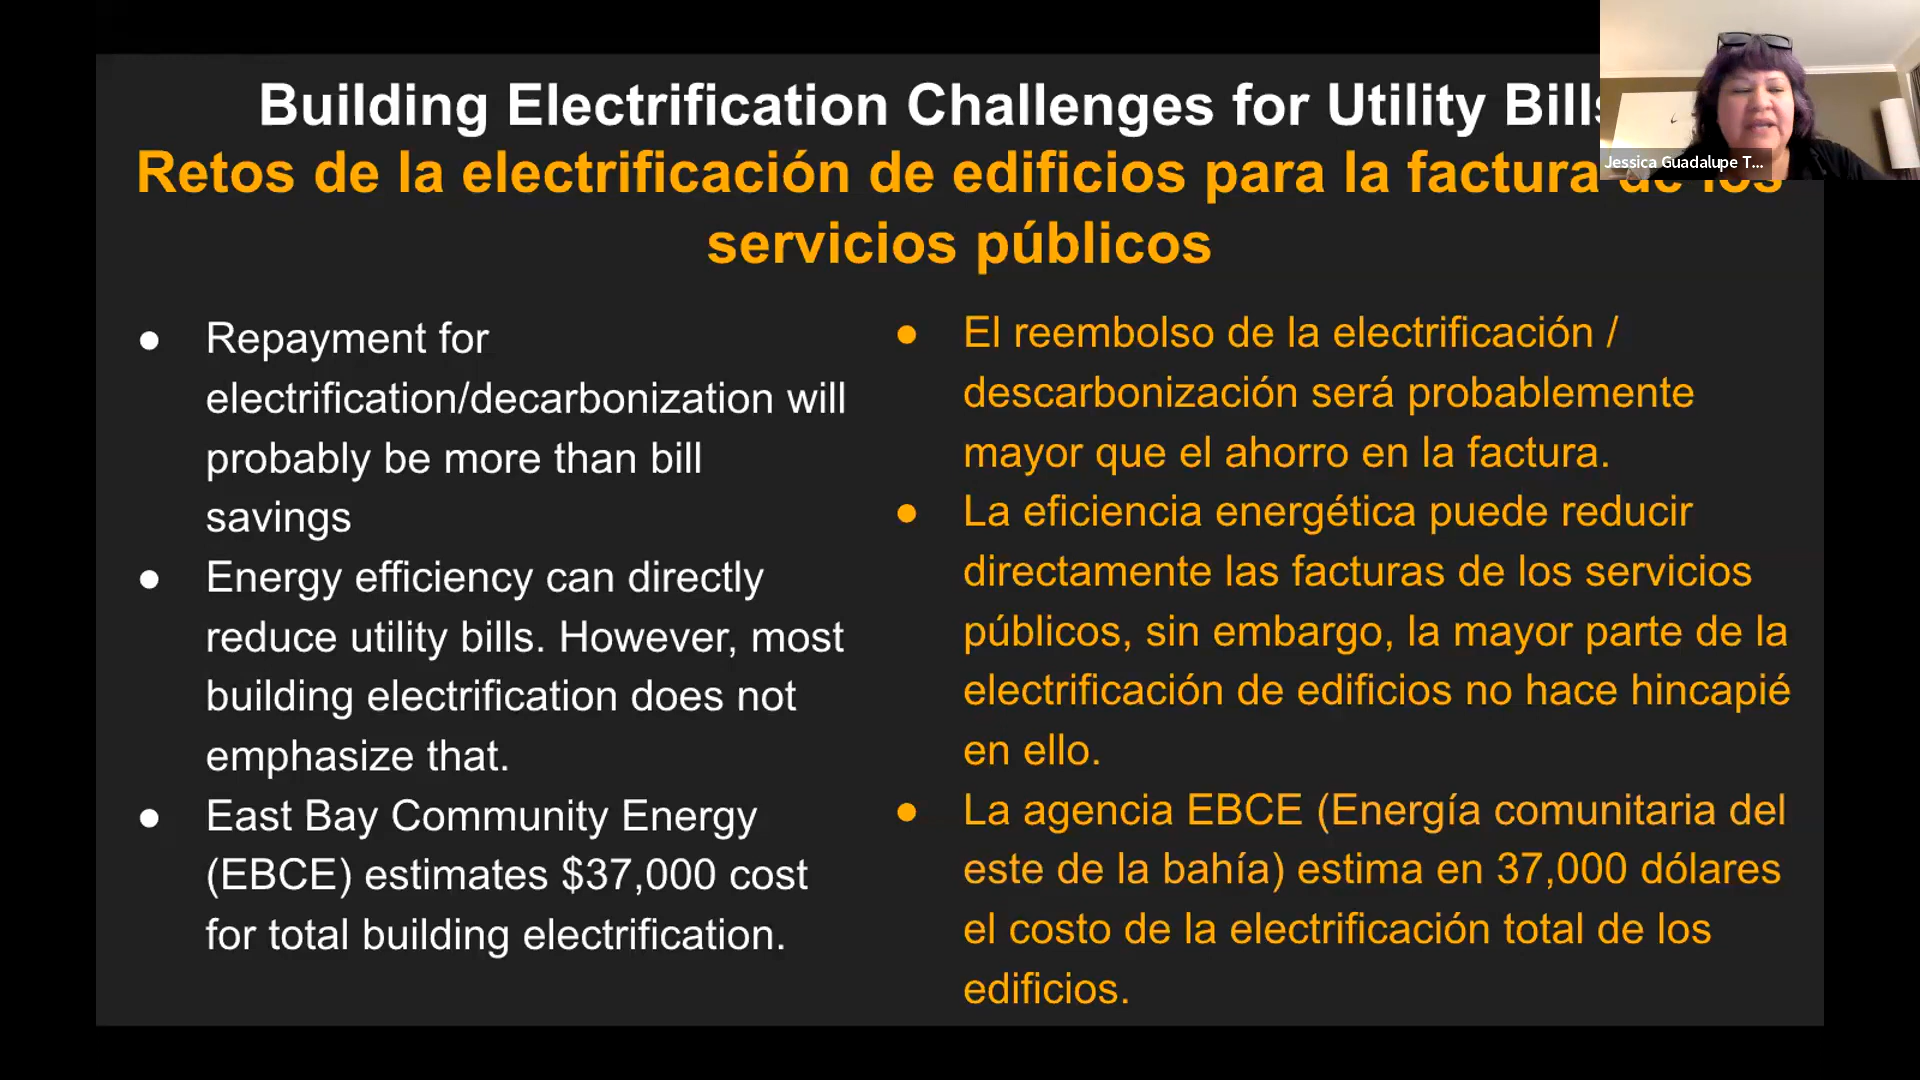 Building Electrification Challenges for Utility Bills
Retos de la electrificación de edificios para la factura de los
servicios públicos
Jessica Guadalupe T...
● Repayment for
electrification/decarbonization will
probably be more than bill
savings
● Energy efficiency can directly
reduce utility bills. However, most
building electrification does not
emphasize that.
● East Bay Community Energy
(EBCE) estimates $37,000 cost
for total building electrification.
● El reembolso de la electrificación /
descarbonización será probablemente
mayor que el ahorro en la factura.
● La eficiencia energética puede reducir
directamente las facturas de los servicios
públicos, sin embargo, la mayor parte de la
electrificación de edificios no hace hincapié
en ello.
● La agencia EBCE (Energía comunitaria del
este de la bahía) estima en 37,000 dólares
el costo de la electrificación total de los
edificios.